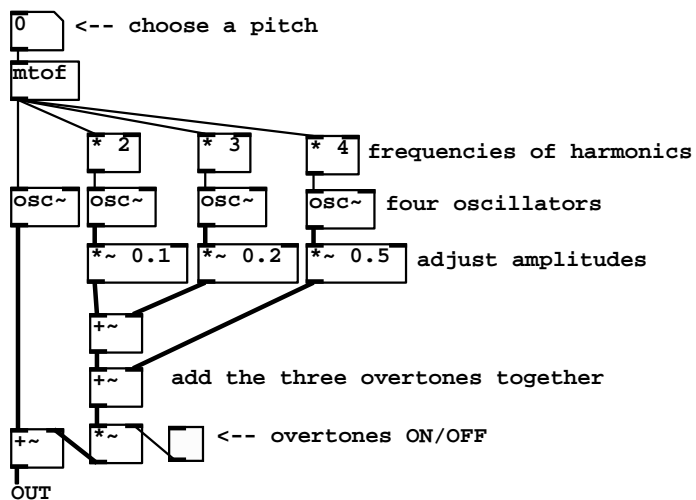 0 <-- choose a pitch
mtof
* 2 * 3 * 4 frequencies of harmonics
osc~ osc~ osc~ osc~ four oscillators
*~ 0.1 *~ 0.2 *~ 0.5 adjust amplitudes
+~
+~ add the three overtones together
+~ *~ <-- overtones ON/OFF
OUT